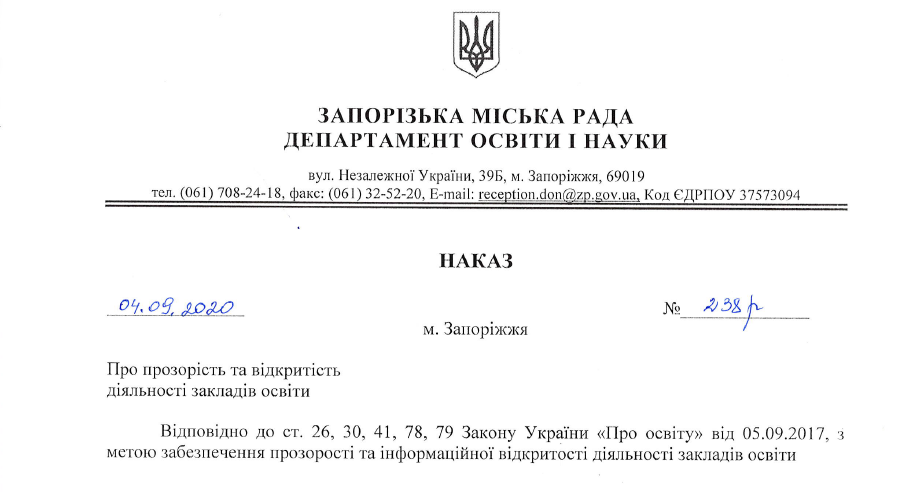 ЗАПОРІЗЬКА МІСЬКА РАДА
ДЕПАРТАМЕНТ ОСВІТИ І НАУКИ
вул. Незалежної України, 39Б, м. Запоріжжя, 69019
тел. (061) 708-24-18, факс: (061) 32-52-20, E-mail: reception.don@zp.gov.ua, Код ЄДРПОУ 37573094
НАКАЗ
04.09.2020 № 238р
м. Запоріжжя
Про прозорість та відкритість
діяльності закладів освіти
Відповідно до ст. 26, 30, 41, 78, 79 Закону України «Про освіту» від 05.09.2017, з
метою забезпечення прозорості та інформаційної відкритості діяльності закладів освіти